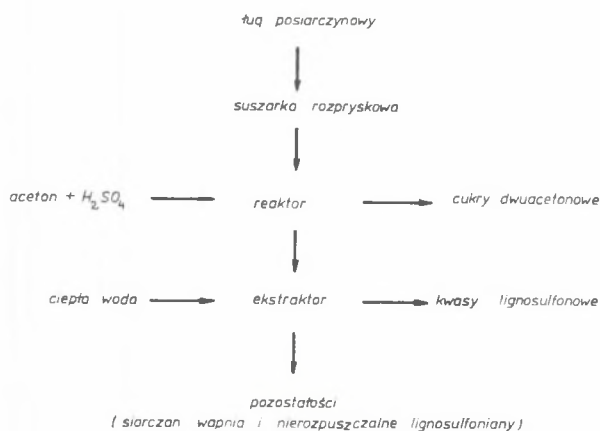 ług posiarczynowy
suszarka rozpryskowa
aceton + H₂SO₄
reaktor
cukry dwuacetonowe
ciepła woda
ekstraktor
kwasy lignosulfonowe
pozostałości
(siarczan wapnia i nierozpuszczalne lignosulfoniany)